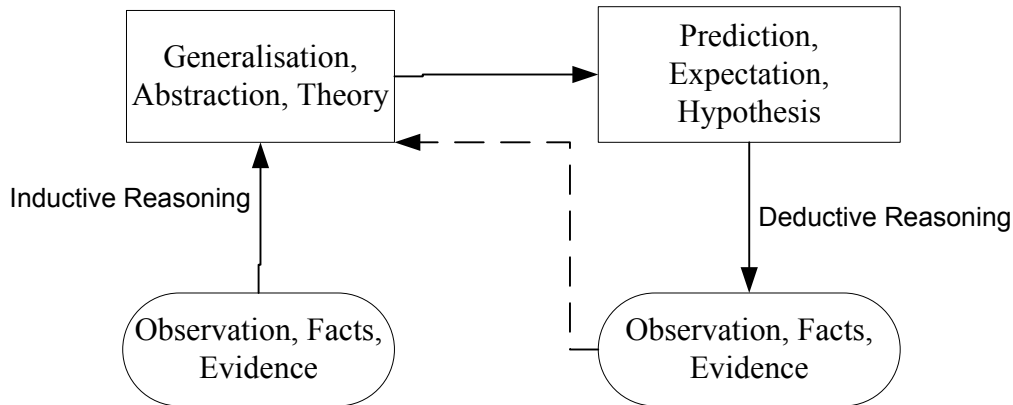 Generalisation,
Abstraction, Theory
Prediction,
Expectation,
Hypothesis
Inductive Reasoning
Deductive Reasoning
Observation, Facts,
Evidence
Observation, Facts,
Evidence